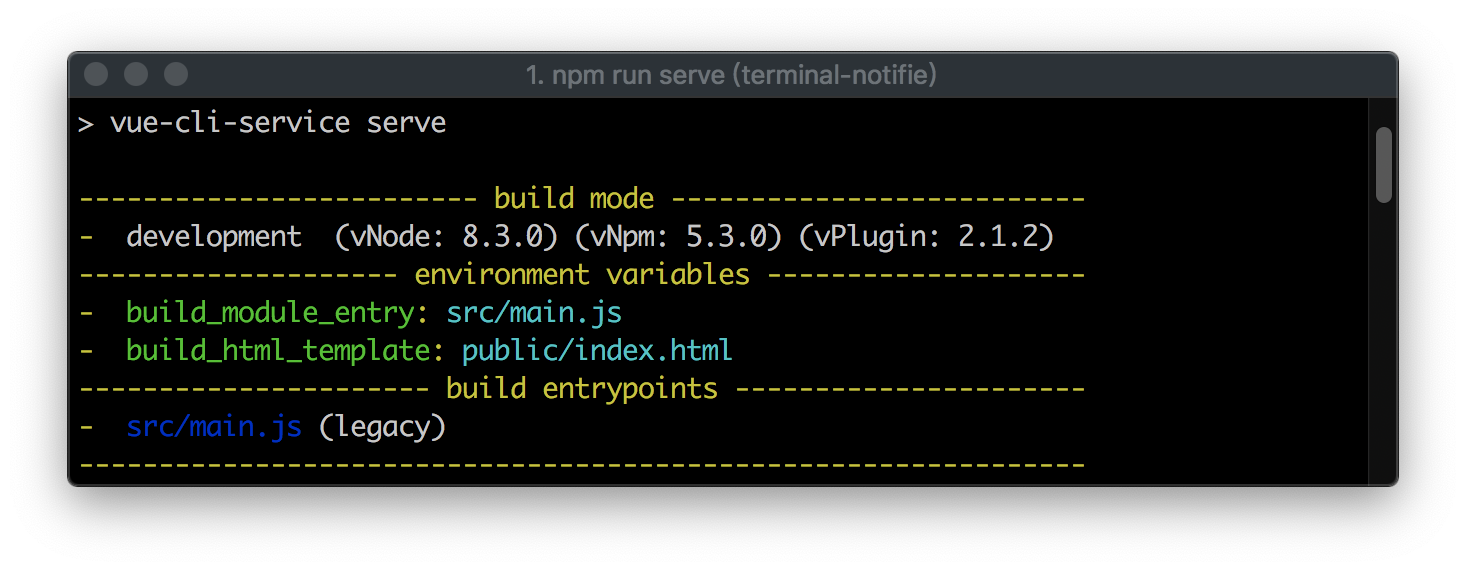 1. npm run serve (terminal-notifie)
> vue-cli-service serve
------------------------- build mode --------------------------
-  development  (vNode: 8.3.0) (vNpm: 5.3.0) (vPlugin: 2.1.2)
-------------------- environment variables --------------------
-  build_module_entry: src/main.js
-  build_html_template: public/index.html
---------------------- build entrypoints ----------------------
-  src/main.js (legacy)
---------------------------------------------------------------